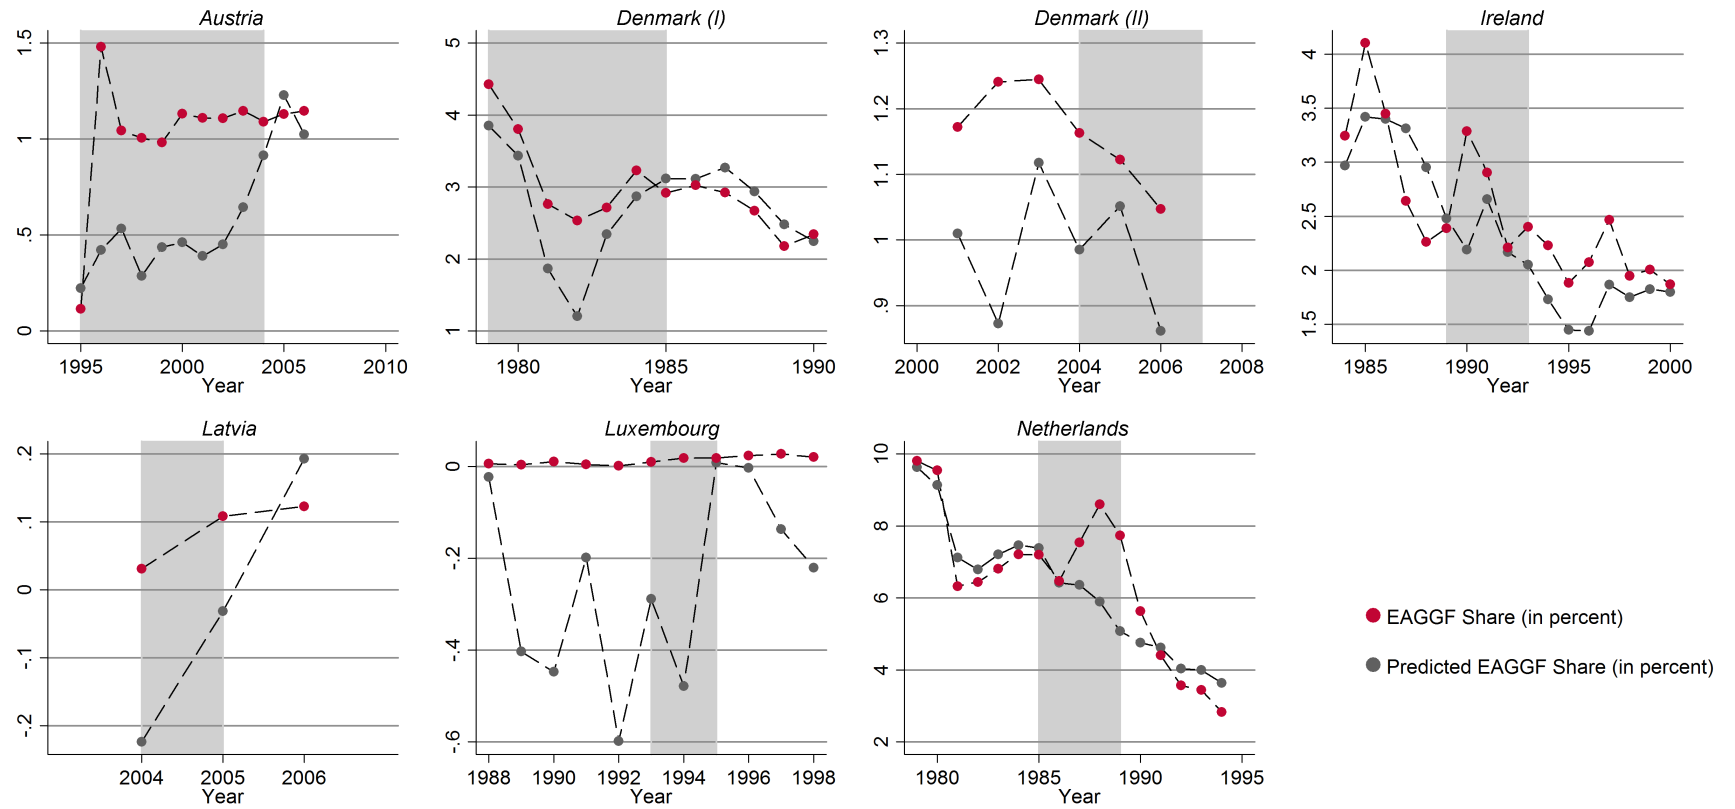 Austria
1.5
1
.5
0
1995 2000 2005 2010
Year
Denmark (I)
5
4
3
2
1
1980 1985 1990
Year
Denmark (II)
1.3
1.2
1.1
1
.9
2000 2002 2004 2006 2008
Year
Ireland
4
3.5
3
2.5
2
1.5
1985 1990 1995 2000
Year
Latvia
.2
.1
0
-.1
-.2
2004 2005 2006
Year
Luxembourg
0
-.2
-.4
-.6
1988 1990 1992 1994 1996 1998
Year
Netherlands
10
8
6
4
2
1980 1985 1990 1995
Year
EAGGF Share (in percent)
Predicted EAGGF Share (in percent)